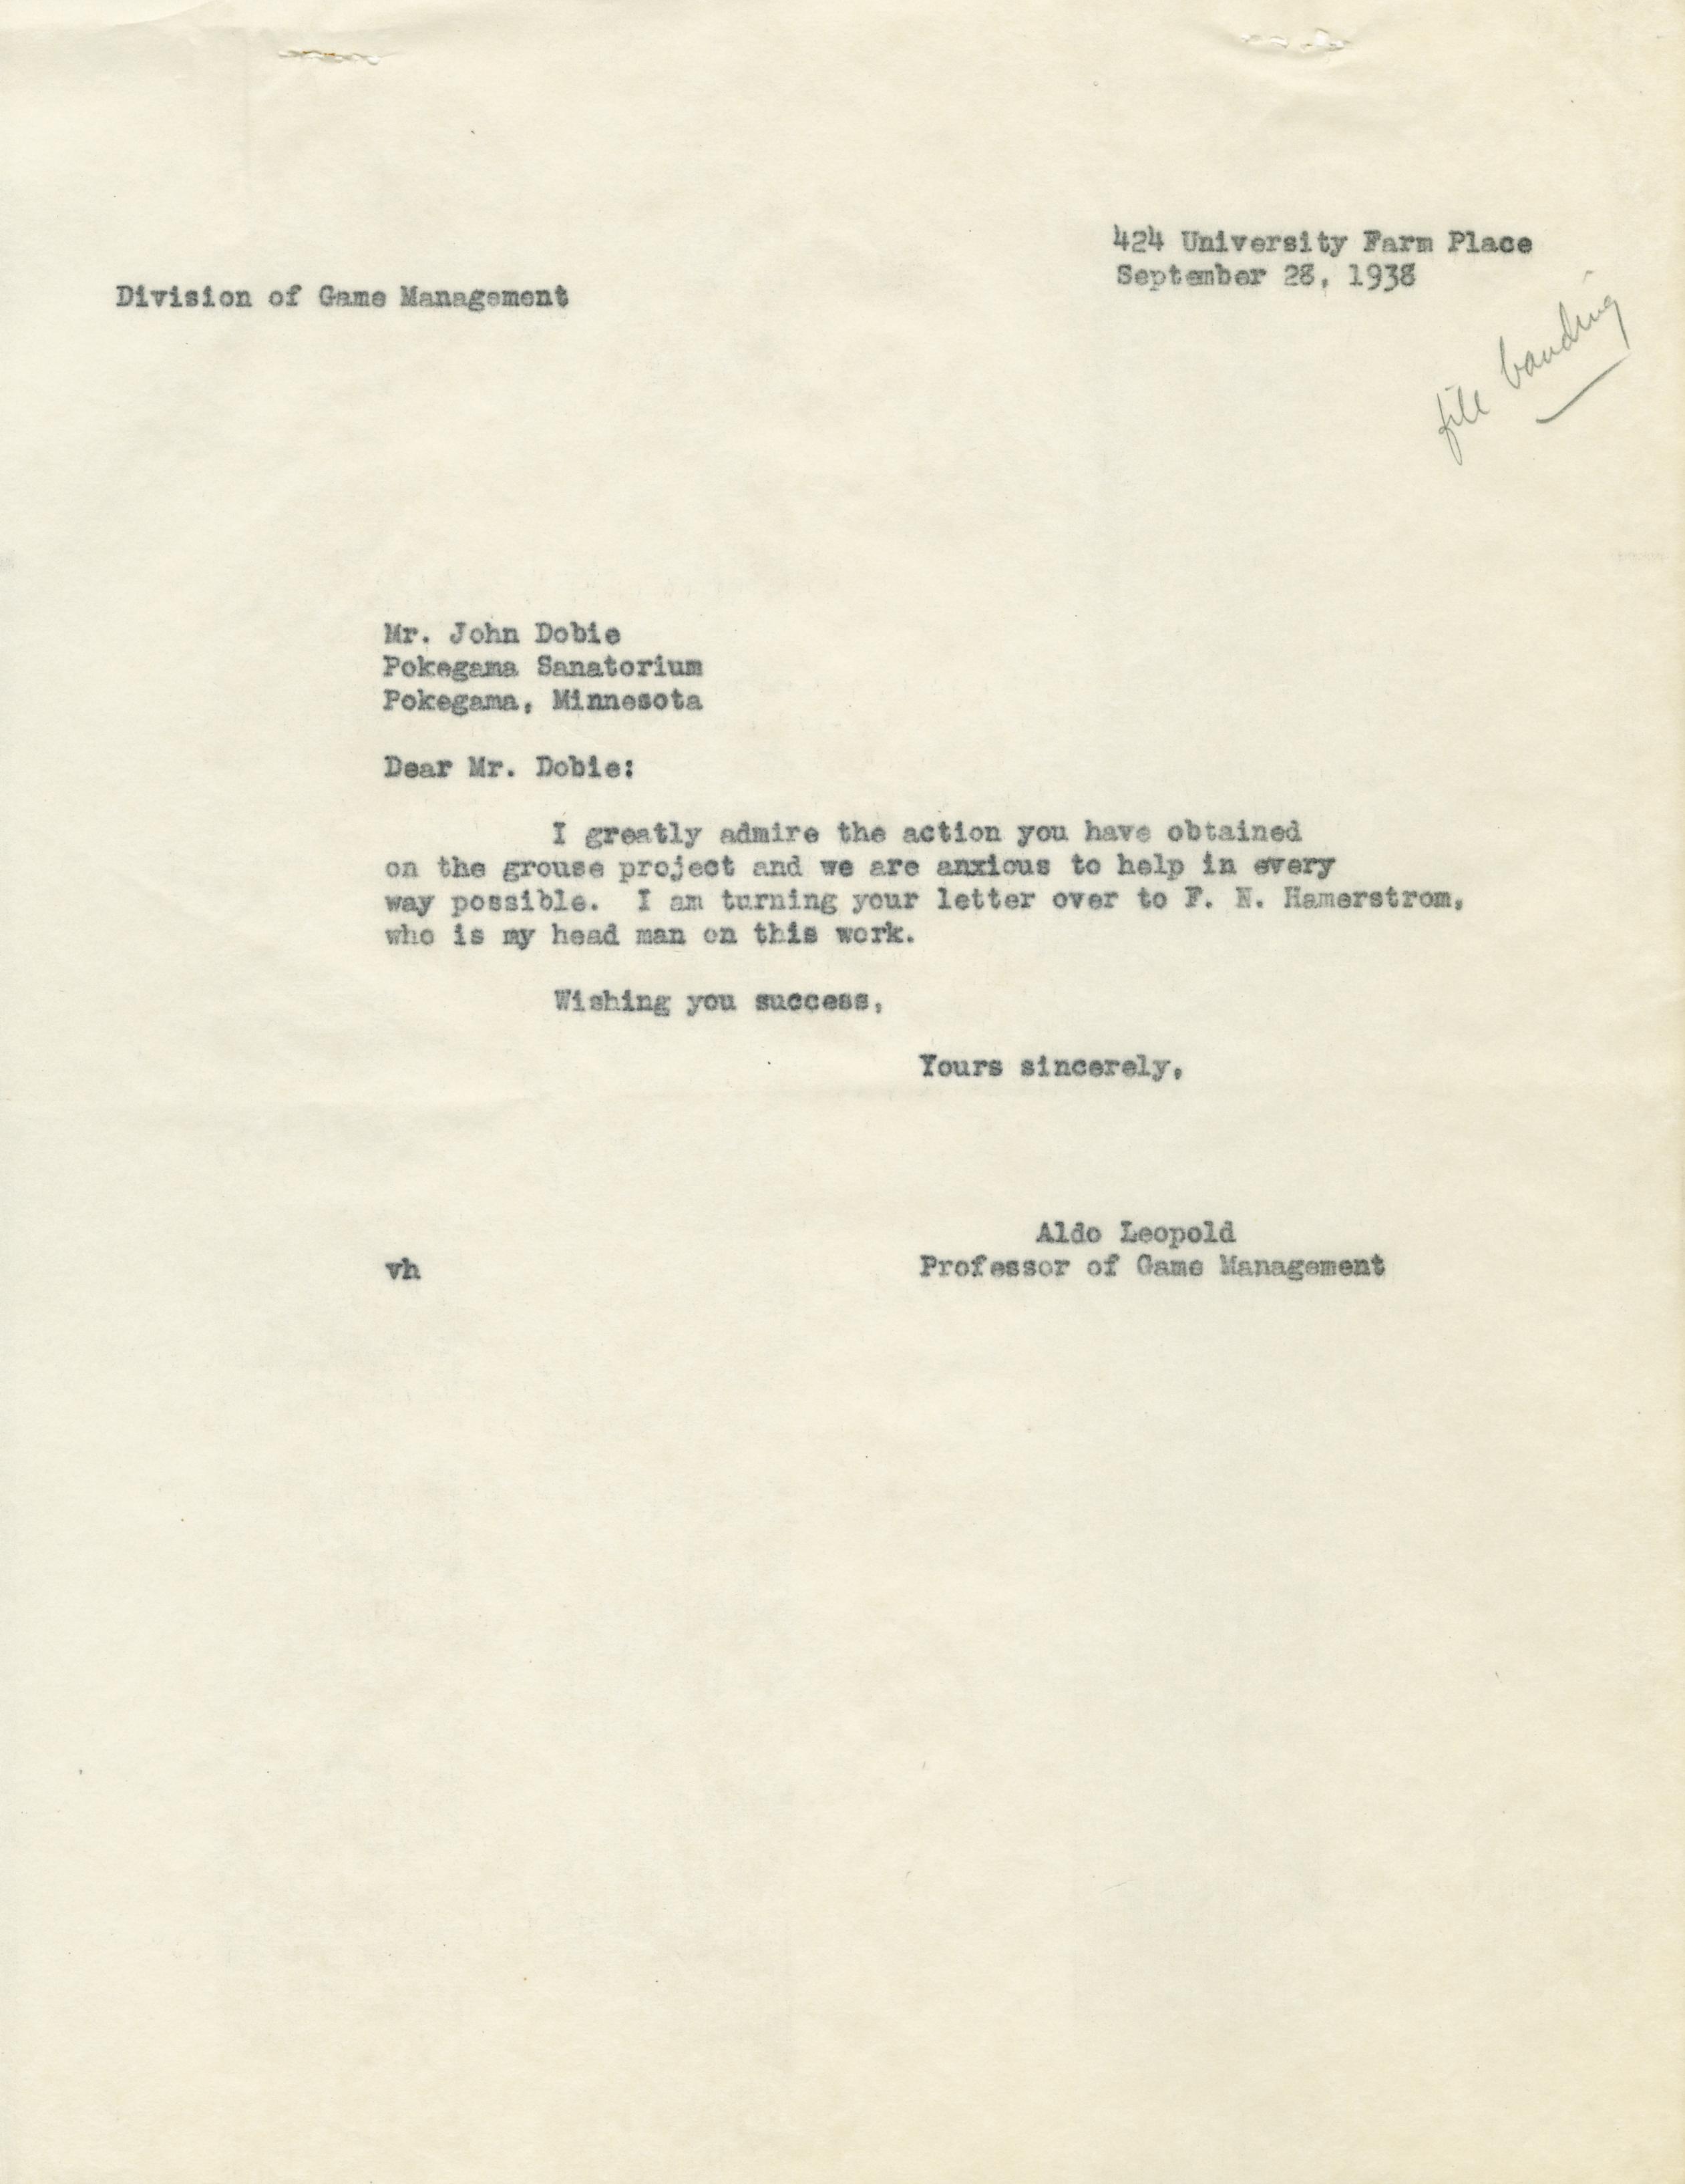 424 University Farm Place
September 28, 1938
Division of Game Management
file banding
Mr. John Dobie
Pokegama Sanatorium
Pokegama, Minnesota
Dear Mr. Dobie:
I greatly admire the action you have obtained
on the grouse project and we are anxious to help in every
way possible. I am turning your letter over to F. N. Hamerstrom,
who is my head man on this work.
Wishing you success,
Yours sincerely,
Aldo Leopold
vh Professor of Game Management